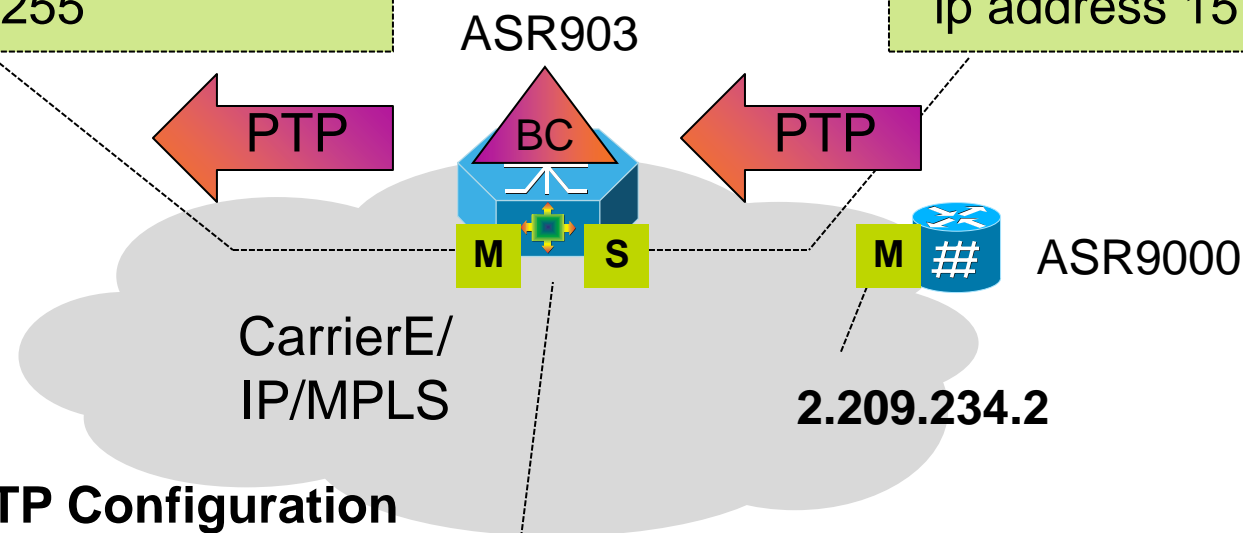 255
ip address 15
ASR903
PTP
BC
PTP
M
S
M
ASR9000
CarrierE/
IP/MPLS
2.209.234.2
TP Configuration